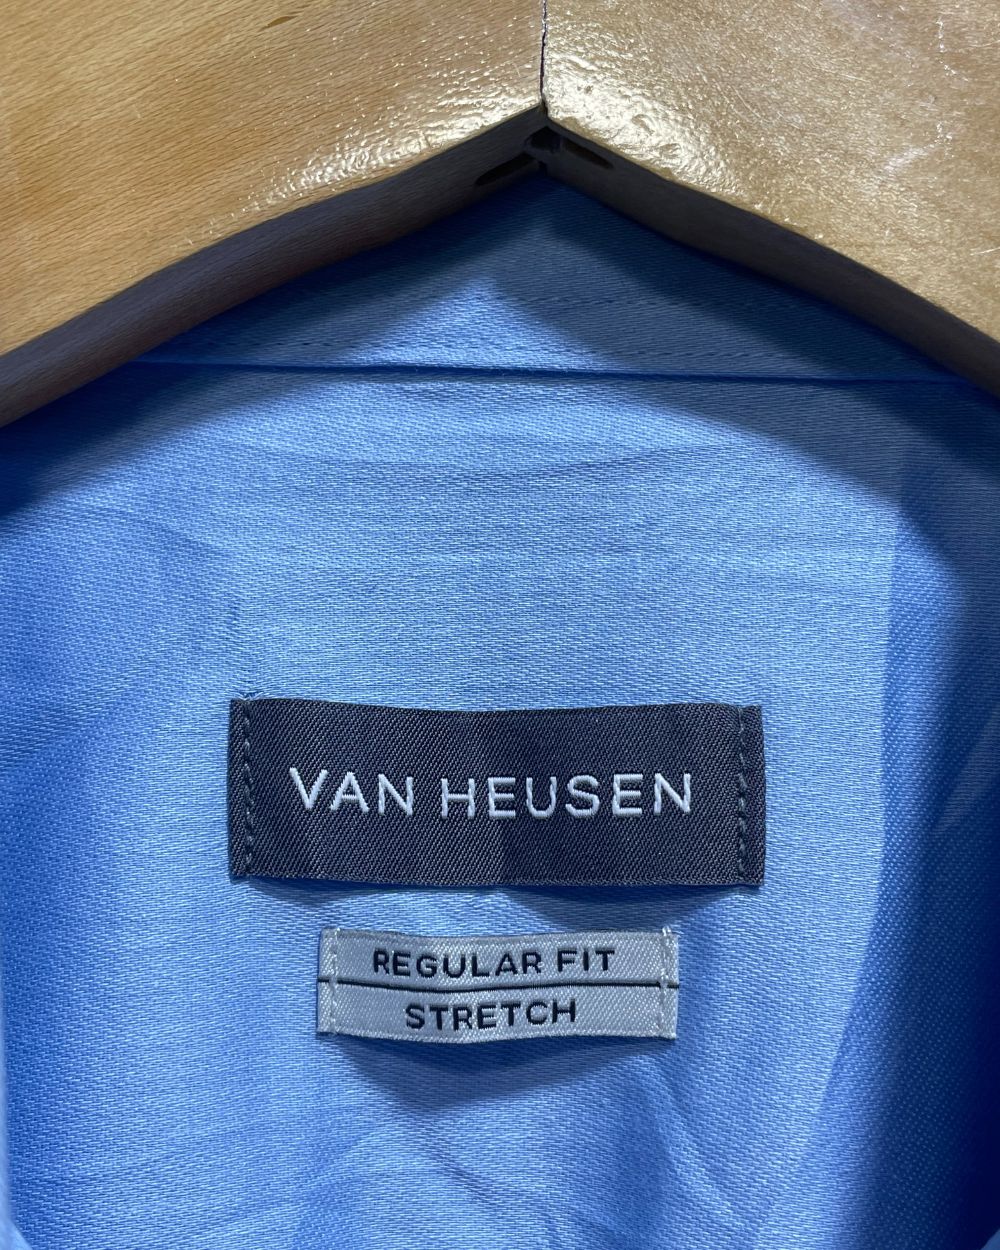 VAN HEUSEN
REGULAR FIT
STRETCH